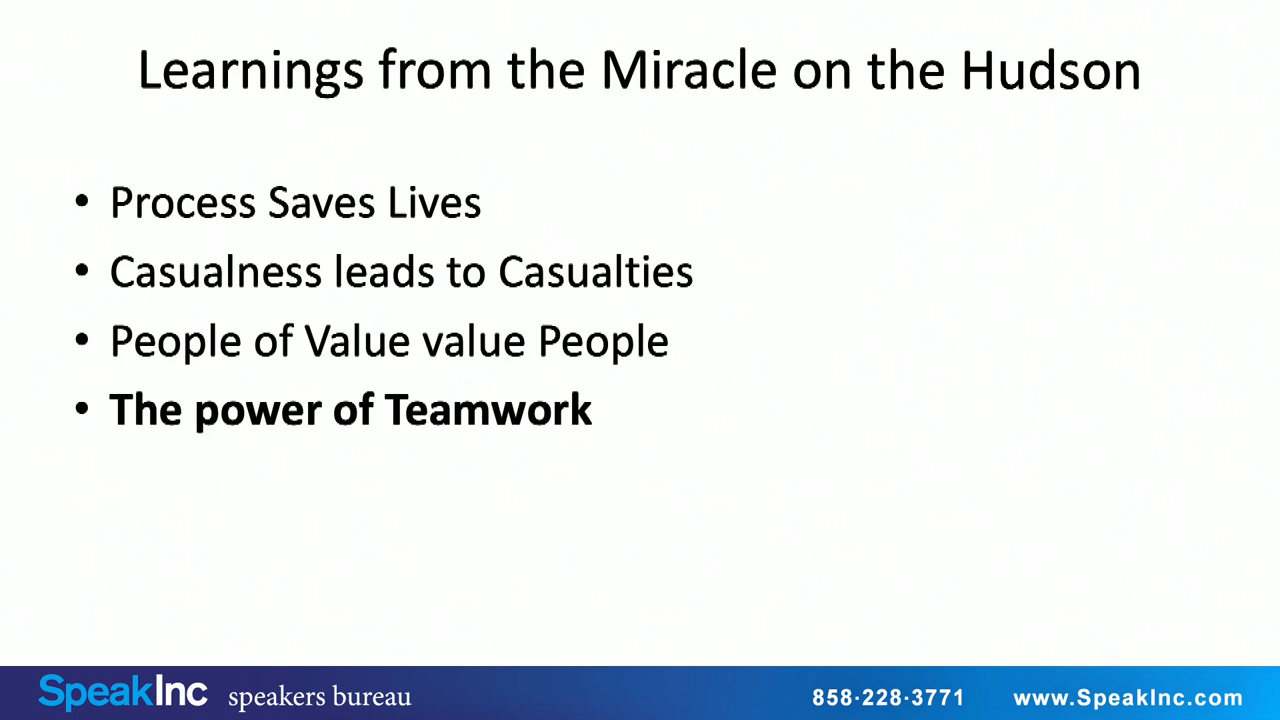 Learnings from the Miracle on the Hudson
• Process Saves Lives
• Casualness leads to Casualties
• People of Value value People
• The power of Teamwork
SpeakInc speakers bureau 858·228·3771 www.SpeakInc.com